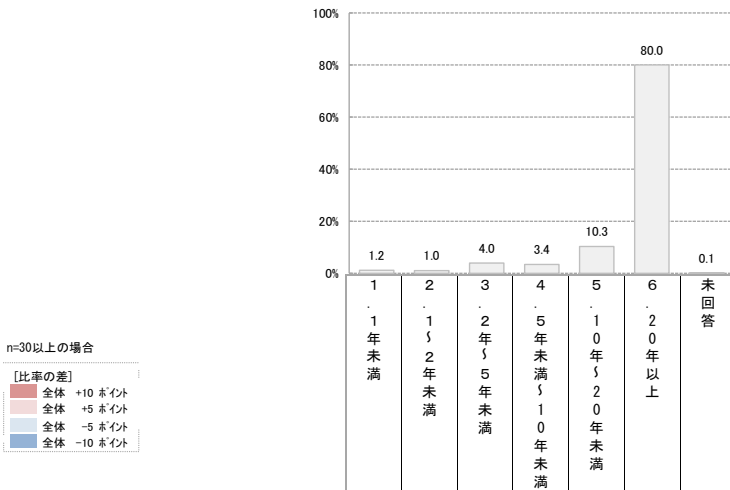 100%
80%
60%
40%
20%
0%
1.2
1.0
4.0
3.4
10.3
80.0
0.1
1.1年未満
2.1~2年未満
3.2年~5年未満
4.5年未満~10年未満
5.10年~20年未満
6.20年以上
未回答
n=30以上の場合
[比率の差]
全体 +10 ポイント
全体 +5 ポイント
全体 -5 ポイント
全体 -10 ポイント